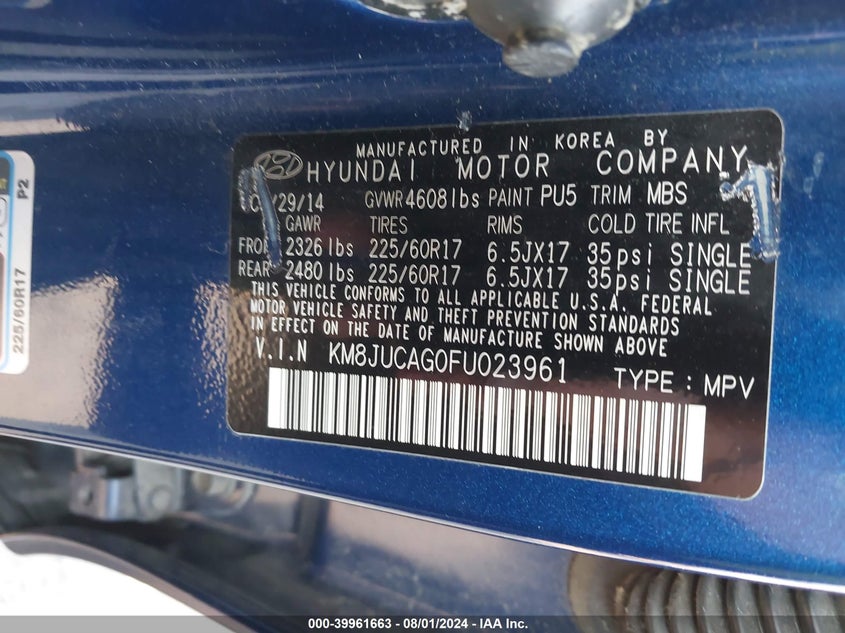 MANUFACTURED IN KOREA BY
HYUNDAI MOTOR COMPANY
/29/14 GVWR 4608 lbs PAINT PU5 TRIM MBS
GAWR TIRES RIMS COLD TIRE INFL
2326 lbs 225/60R17 6.5JX17 35psi SINGLE
REAR 2480 lbs 225/60R17 6.5JX17 35psi SINGLE
THIS VEHICLE CONFORMS TO ALL APPLICABLE U.S.A. FEDERAL
MOTOR VEHICLE SAFETY AND THEFT PREVENTION STANDARDS
IN EFFECT ON THE DATE OF MANUFACTURE SHOWN ABOVE
V.I.N KM8JUCAG0FU023961 TYPE : MPV
P2
225/60R17
000-39961663 - 08/01/2024 - IAA Inc.